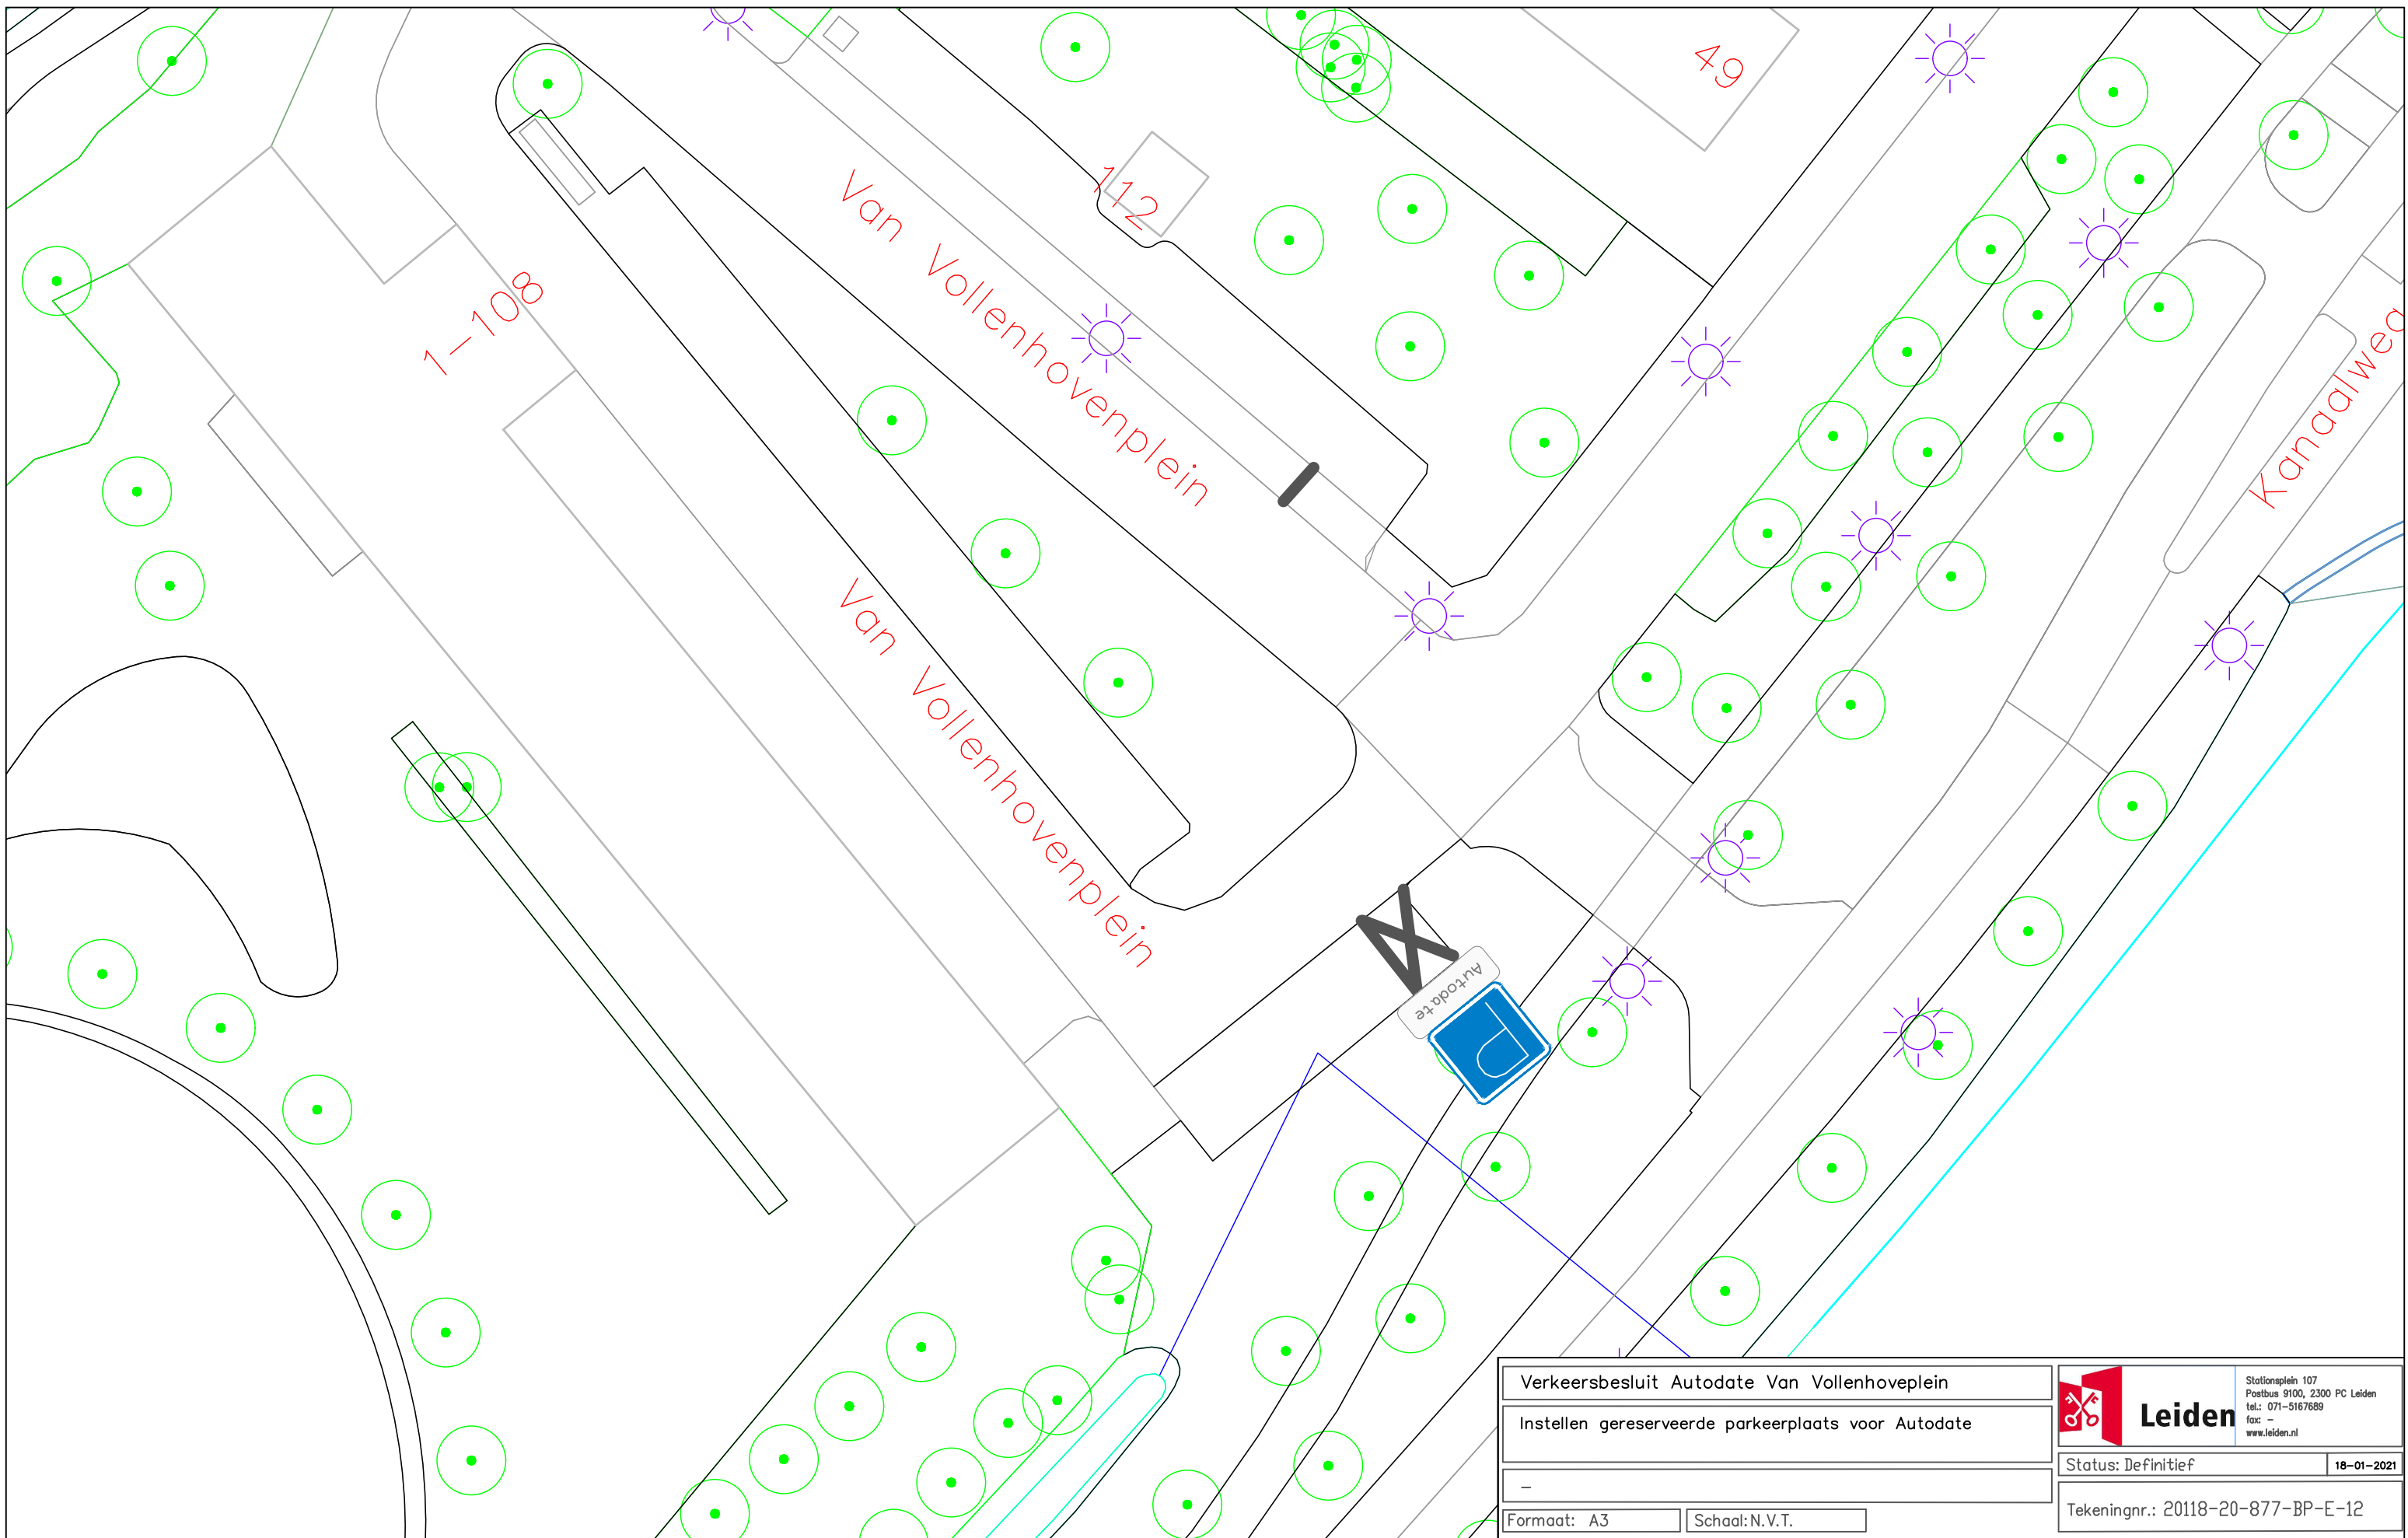 49
112
Van Vollenhovenplein
1-108
Kanaalweg
Van Vollenhovenplein
Autodate
P
Verkeersbesluit Autodate Van Vollenhoveplein
Instellen gereserveerde parkeerplaats voor Autodate
-
Formaat: A3
Schaal: N.V.T.
Leiden
Stationsplein 107
Postbus 9100, 2300 PC Leiden
tel.: 071-5167689
fax: -
www.leiden.nl
Status: Definitief
18-01-2021
Tekeningnr.: 20118-20-877-BP-E-12